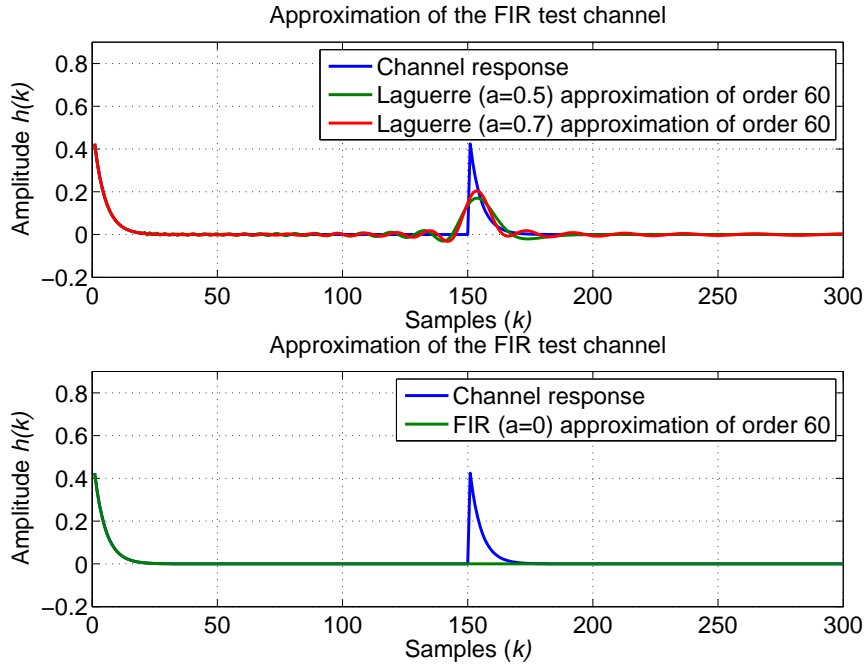 Approximation of the FIR test channel
Channel response
Laguerre (a=0.5) approximation of order 60
Laguerre (a=0.7) approximation of order 60
Amplitude h(k)
0.8
0.6
0.4
0.2
0
−0.2
0
50
100
150
200
250
300
Samples (k)
Approximation of the FIR test channel
Channel response
FIR (a=0) approximation of order 60
Amplitude h(k)
0.8
0.6
0.4
0.2
0
−0.2
0
50
100
150
200
250
300
Samples (k)